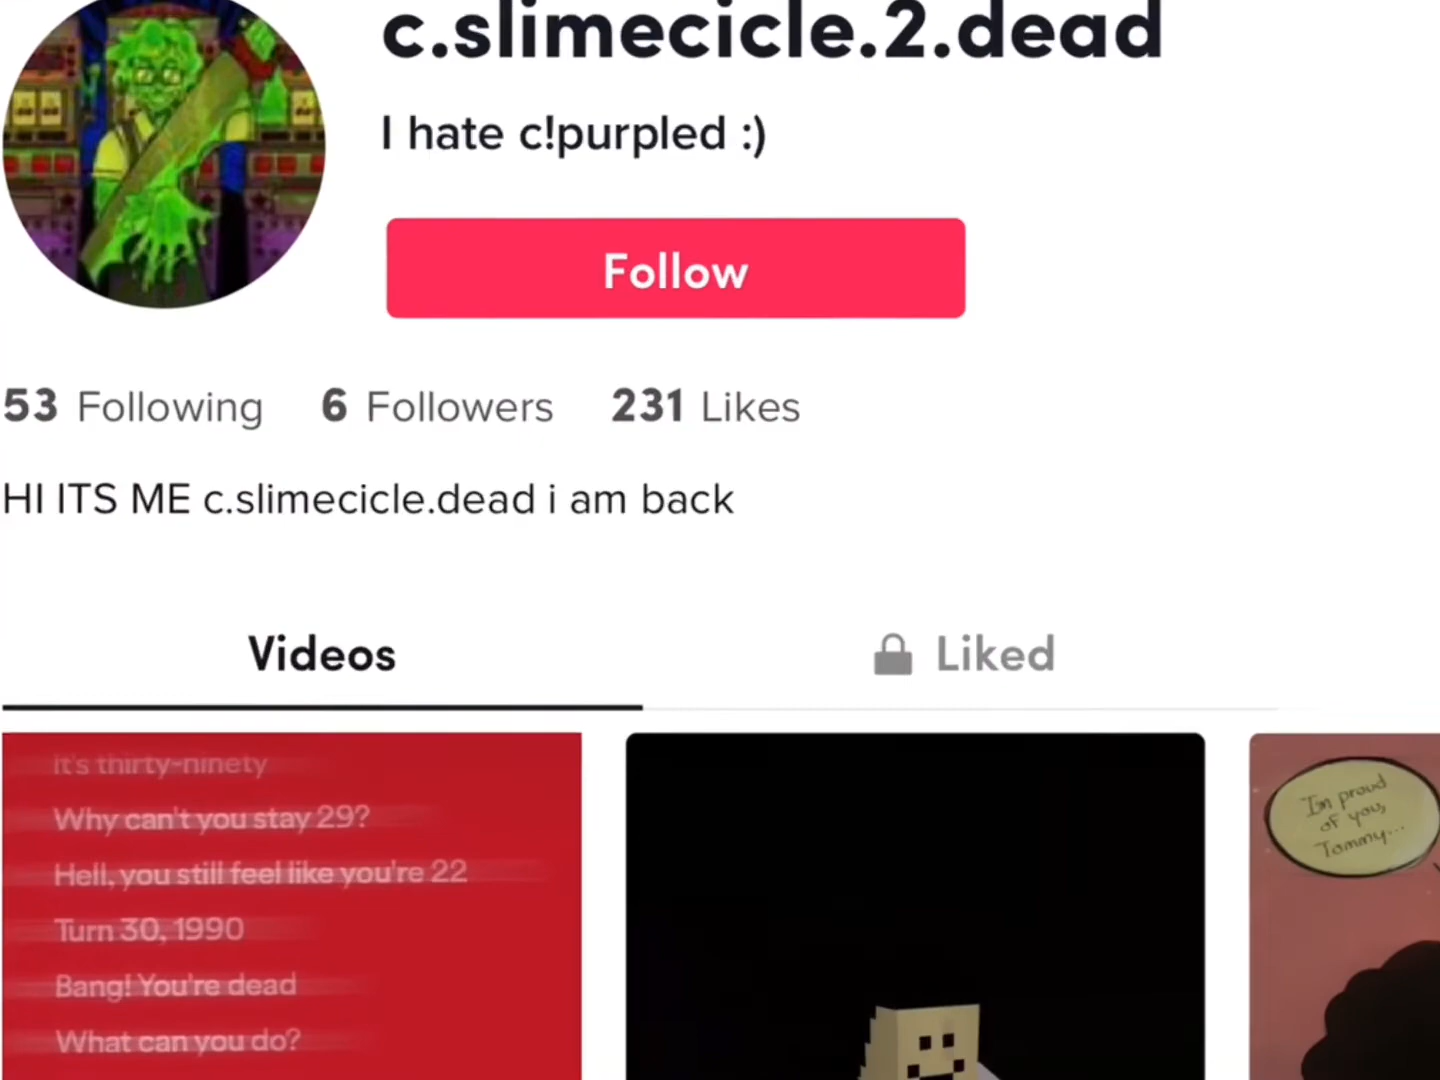 c.slimecicle.2.dead
I hate c!purpled :)
Follow
53 Following 6 Followers 231 Likes
HI ITS ME c.slimecicle.dead i am back
Videos
Liked
it's thirty-ninety
Why can't you stay 29?
Hell, you still feel like you're 22
Turn 30, 1990
Bang! You're dead
What can you do?
I'm proud
of you,
Tommy...